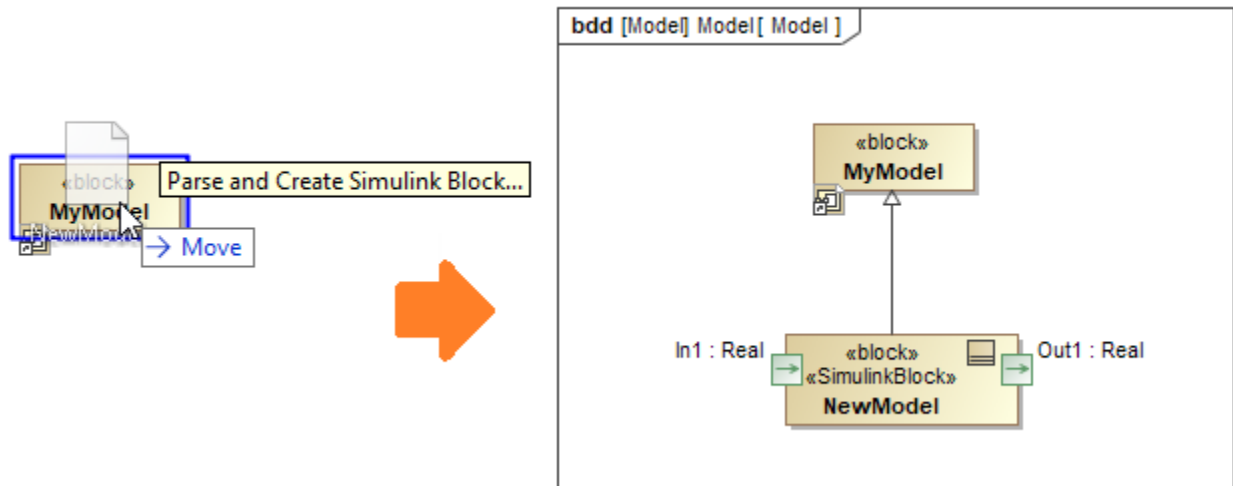 bdd [Model] Model[ Model ]
«block»
MyModel
Parse and Create Simulink Block...
Move
«block»
MyModel
In1 : Real
«block»
«SimulinkBlock»
NewModel
Out1 : Real